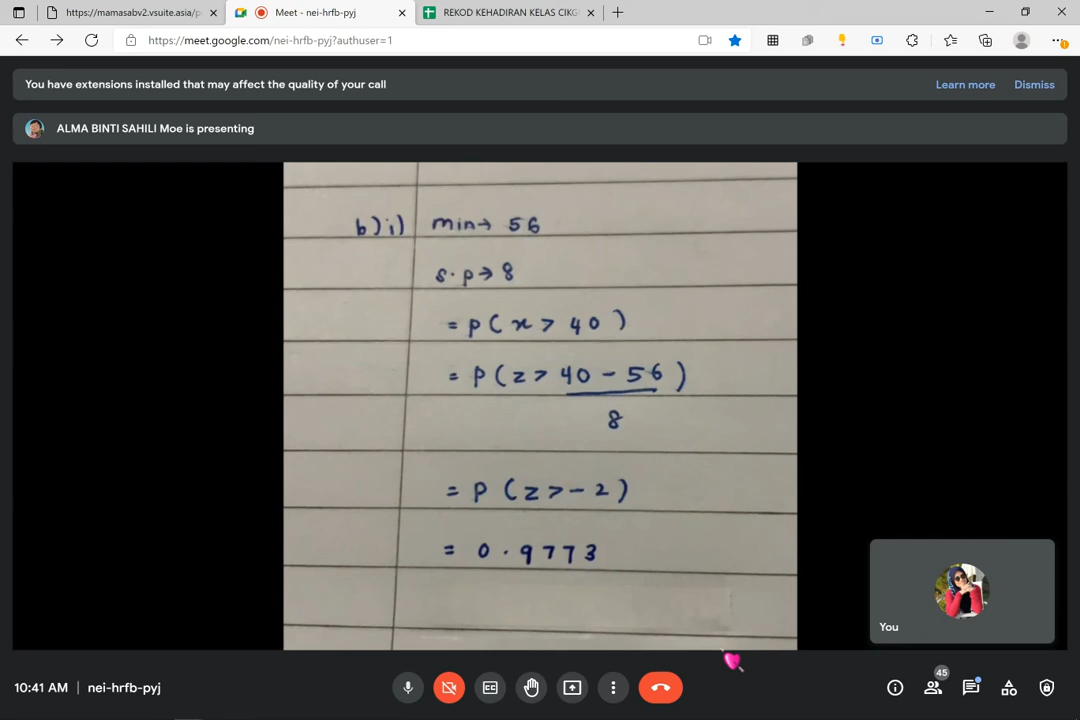 https://mamasabv2.vsuite.asia/p
Meet - nei-hrfb-pyj
REKOD KEHADIRAN KELAS CIKG
https://meet.google.com/nei-hrfb-pyj?authuser=1
You have extensions installed that may affect the quality of your call
Learn more
Dismiss
ALMA BINTI SAHILI Moe is presenting
b)i) min→ 56
s.p→ 8
= P(x > 40)
= P(z > 40 - 56)
8
= P (z > -2)
= 0.9773
You
10:41 AM | nei-hrfb-pyj
CC
45